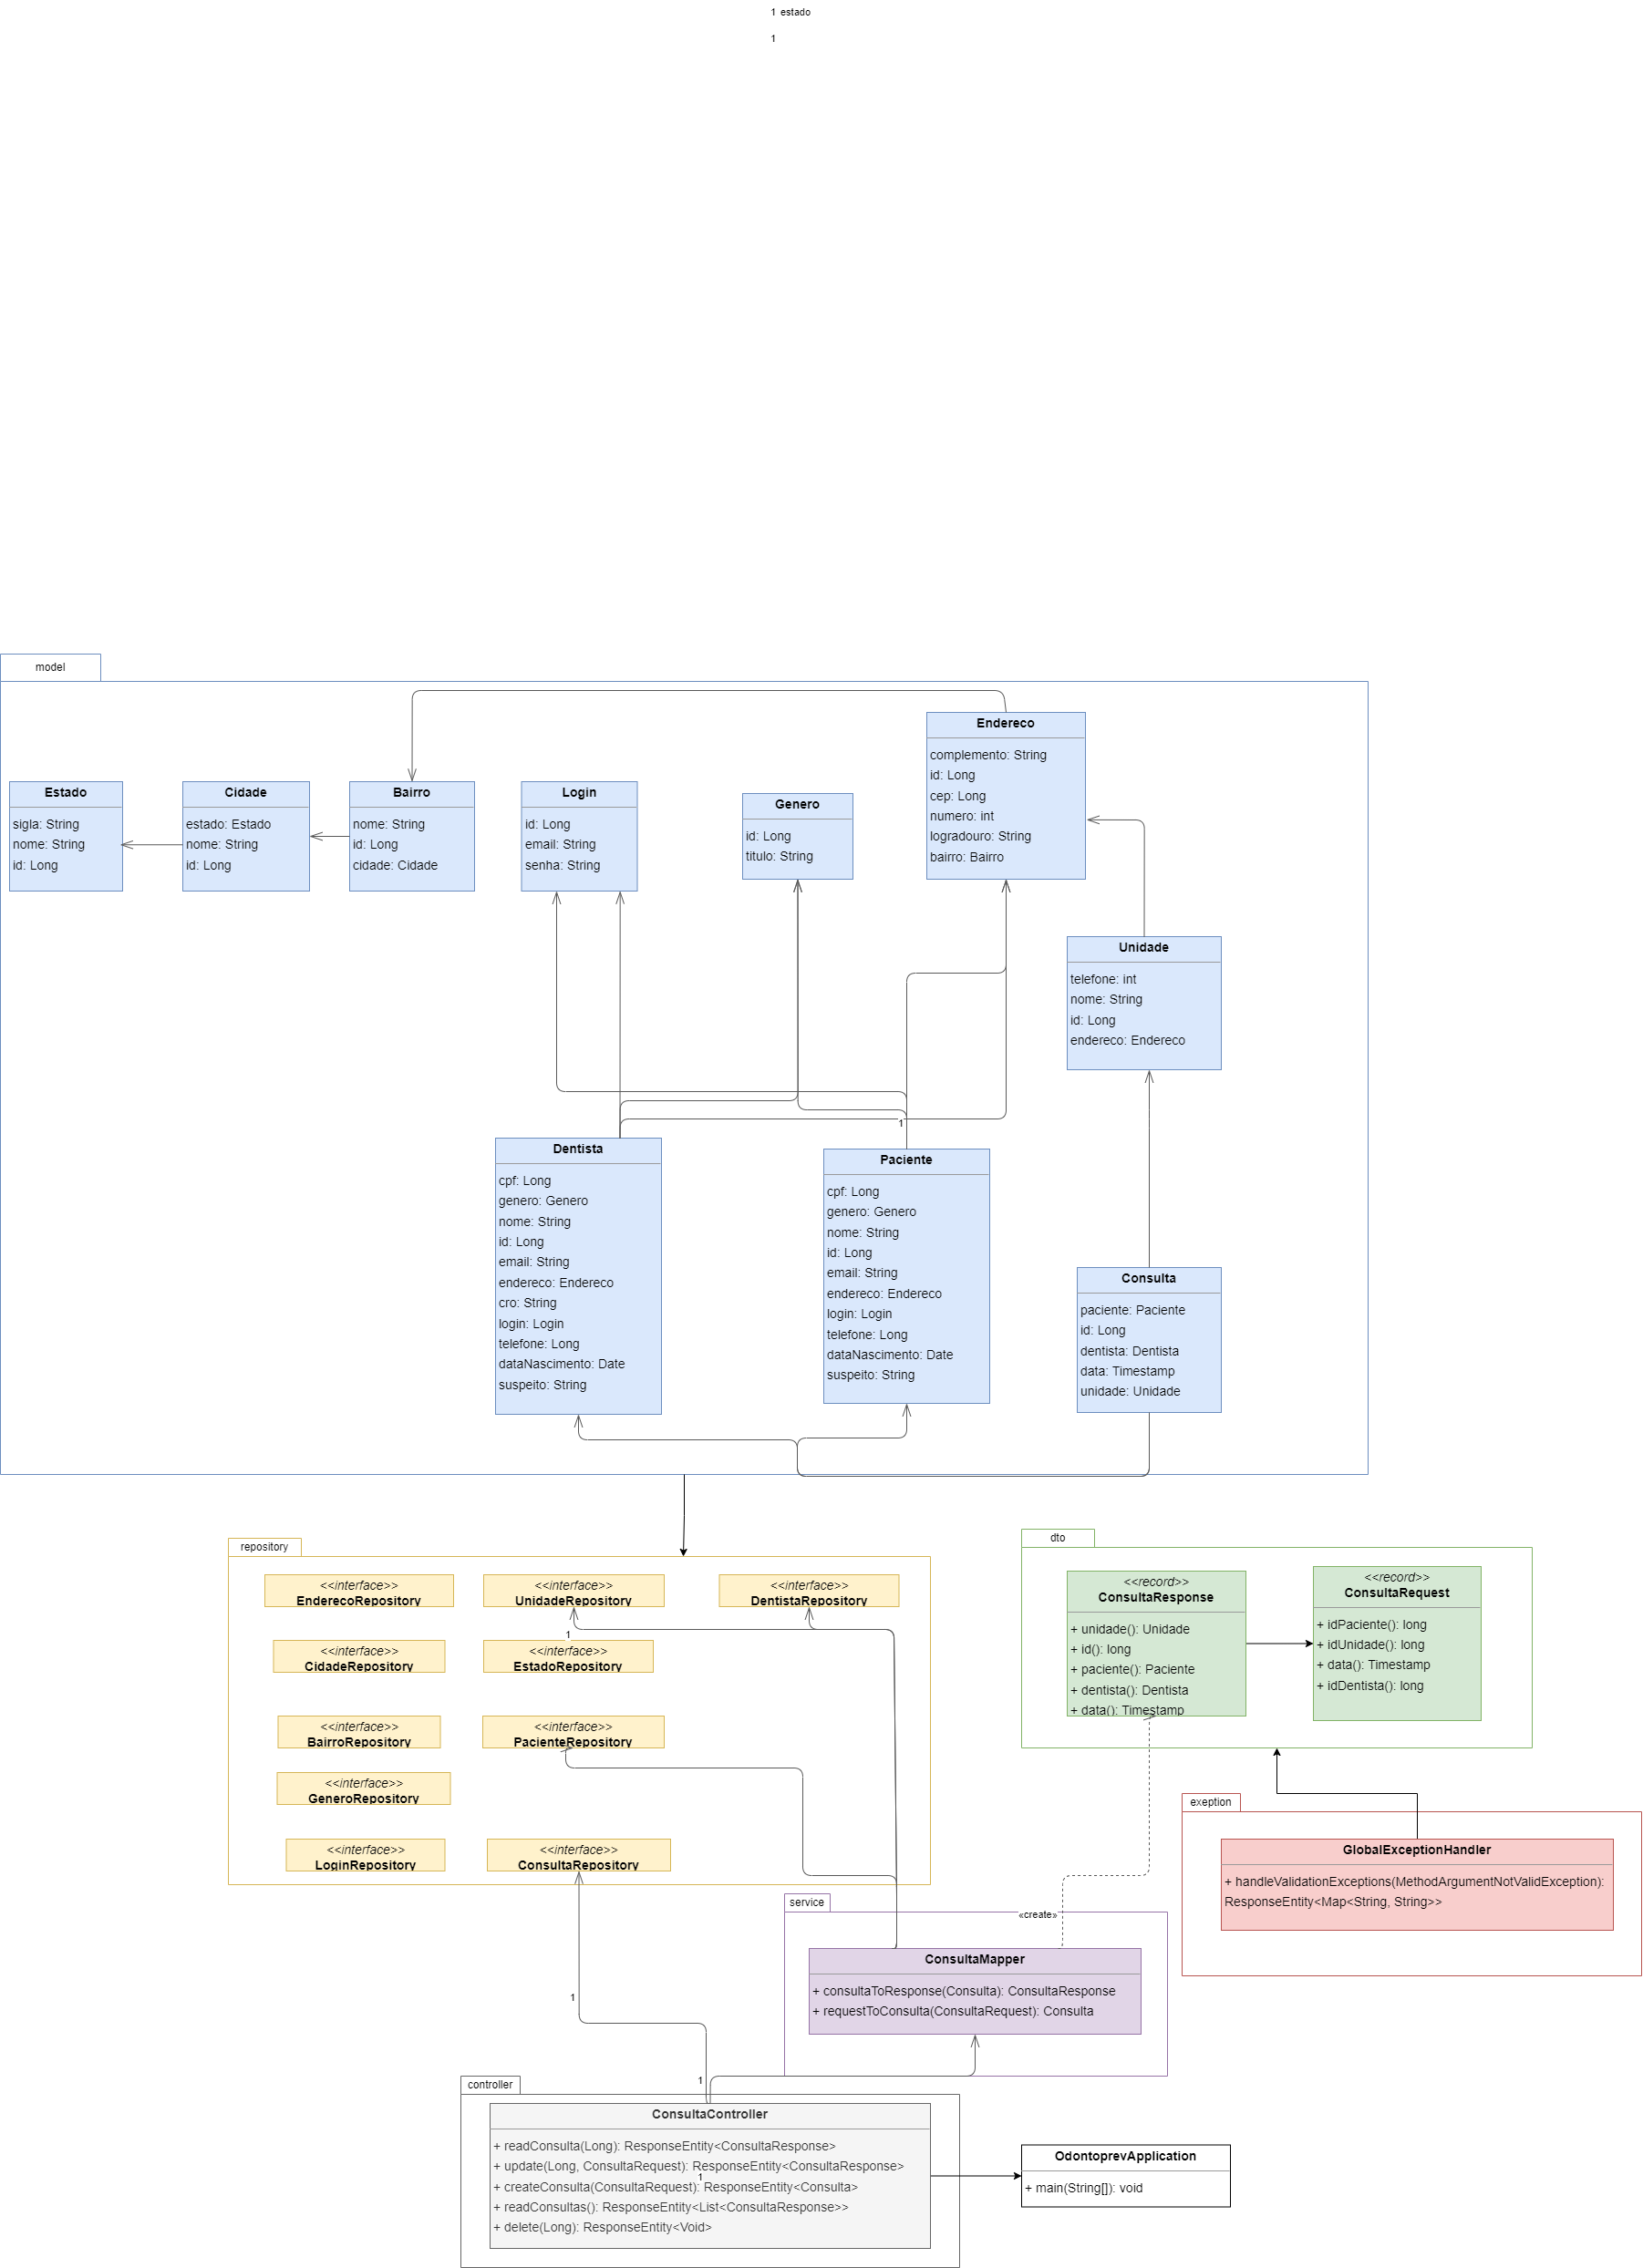 1 estado
1
model
Estado
sigla: String
nome: String
id: Long
Cidade
estado: Estado
nome: String
id: Long
Bairro
nome: String
id: Long
cidade: Cidade
Login
id: Long
email: String
senha: String
Genero
id: Long
titulo: String
Endereco
complemento: String
id: Long
cep: Long
numero: int
logradouro: String
bairro: Bairro
Unidade
telefone: int
nome: String
id: Long
endereco: Endereco
1
Dentista
cpf: Long
genero: Genero
nome: String
id: Long
email: String
endereco: Endereco
cro: String
login: Login
telefone: Long
dataNascimento: Date
suspeito: String
Paciente
cpf: Long
genero: Genero
nome: String
id: Long
email: String
endereco: Endereco
login: Login
telefone: Long
dataNascimento: Date
suspeito: String
Consulta
paciente: Paciente
id: Long
dentista: Dentista
data: Timestamp
unidade: Unidade
repository
<<interface>>
EnderecoRepository
<<interface>>
UnidadeRepository
<<interface>>
DentistaRepository
1
<<interface>>
CidadeRepository
<<interface>>
EstadoRepository
<<interface>>
BairroRepository
<<interface>>
PacienteRepository
<<interface>>
GeneroRepository
<<interface>>
LoginRepository
<<interface>>
ConsultaRepository
dto
<<record>>
ConsultaResponse
+ unidade(): Unidade
+ id(): long
+ paciente(): Paciente
+ dentista(): Dentista
+ data(): Timestamp
<<record>>
ConsultaRequest
+ idPaciente(): long
+ idUnidade(): long
+ data(): Timestamp
+ idDentista(): long
exeption
GlobalExceptionHandler
+ handleValidationExceptions(MethodArgumentNotValidException):
ResponseEntity<Map<String, String>>
service
«create»
ConsultaMapper
+ consultaToResponse(Consulta): ConsultaResponse
+ requestToConsulta(ConsultaRequest): Consulta
1
1
controller
ConsultaController
+ readConsulta(Long): ResponseEntity<ConsultaResponse>
+ update(Long, ConsultaRequest): ResponseEntity<ConsultaResponse>
1
+ createConsulta(ConsultaRequest): ResponseEntity<Consulta>
+ readConsultas(): ResponseEntity<List<ConsultaResponse>>
+ delete(Long): ResponseEntity<Void>
OdontoprevApplication
+ main(String[]): void